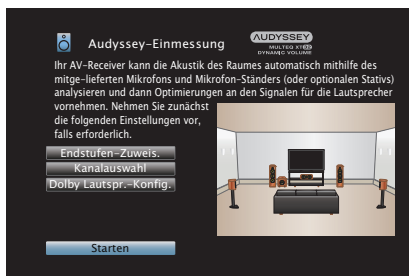 Audyssey-Einmessung
AUDYSSEY
MULTEQ XT32
DYNAMIC VOLUME
Ihr AV-Receiver kann die Akustik des Raumes automatisch mithilfe des
mitge-lieferten Mikrofons und Mikrofon-Ständers (oder optionalen Stativs)
analysieren und dann Optimierungen an den Signalen für die Lautsprecher
vornehmen. Nehmen Sie zunächst
die folgenden Einstellungen vor,
falls erforderlich.
Endstufen-Zuweis.
Kanalauswahl
Dolby Lautspr.-Konfig.
Starten